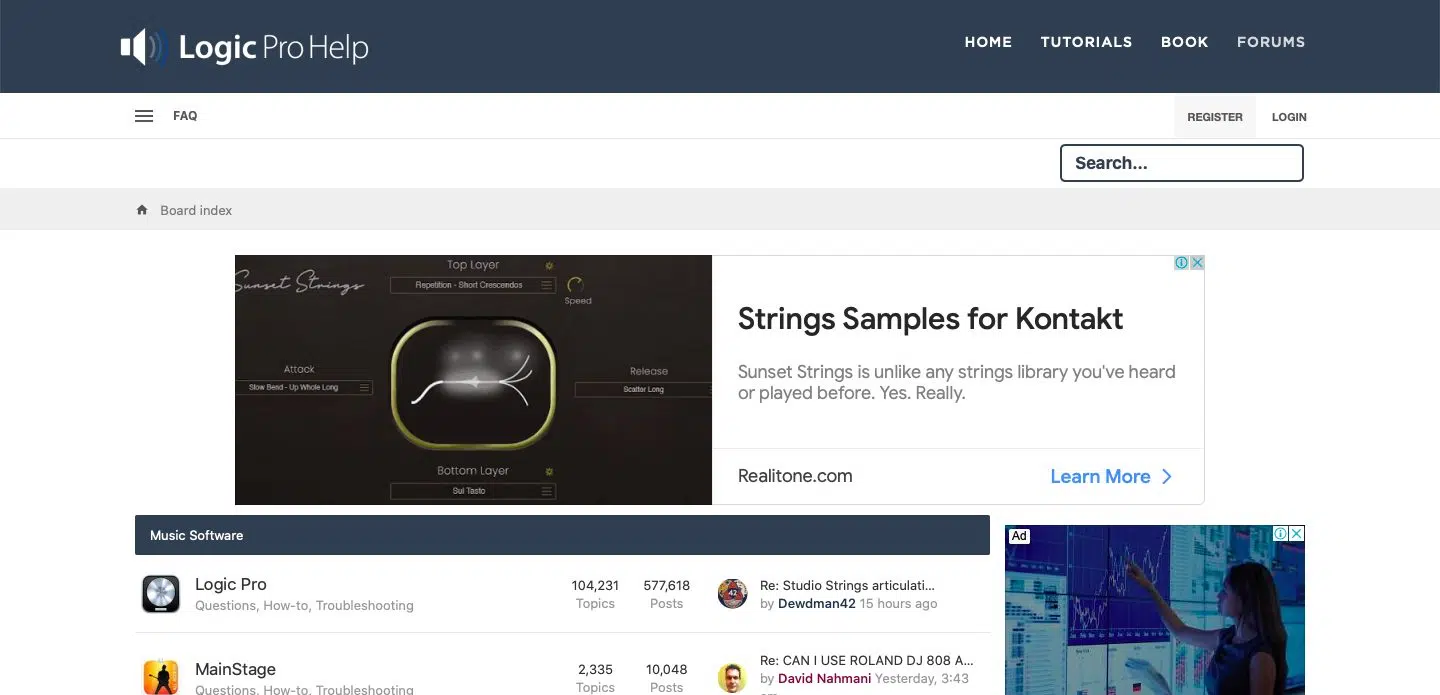 Logic Pro Help
HOME TUTORIALS BOOK FORUMS
FAQ
REGISTER LOGIN
Search...
Board index
Sunset Strings
Top Layer
Repetition - Short Crescendos
Speed
Attack
Slow Bend - Up Whole Long
Release
Scatter Long
Bottom Layer
Sul Tasto
Strings Samples for Kontakt
Sunset Strings is unlike any strings library you've heard
or played before. Yes. Really.
Realitone.com
Learn More
Music Software
Ad
Logic Pro
Questions, How-to, Troubleshooting
104,231
Topics
577,618
Posts
42
Re: Studio Strings articulati...
by Dewdman42 15 hours ago
MainStage
Questions, How-to, Troubleshooting
2,335
Topics
10,048
Posts
Re: CAN I USE ROLAND DJ 808 A...
by David Nahmani Yesterday, 3:43